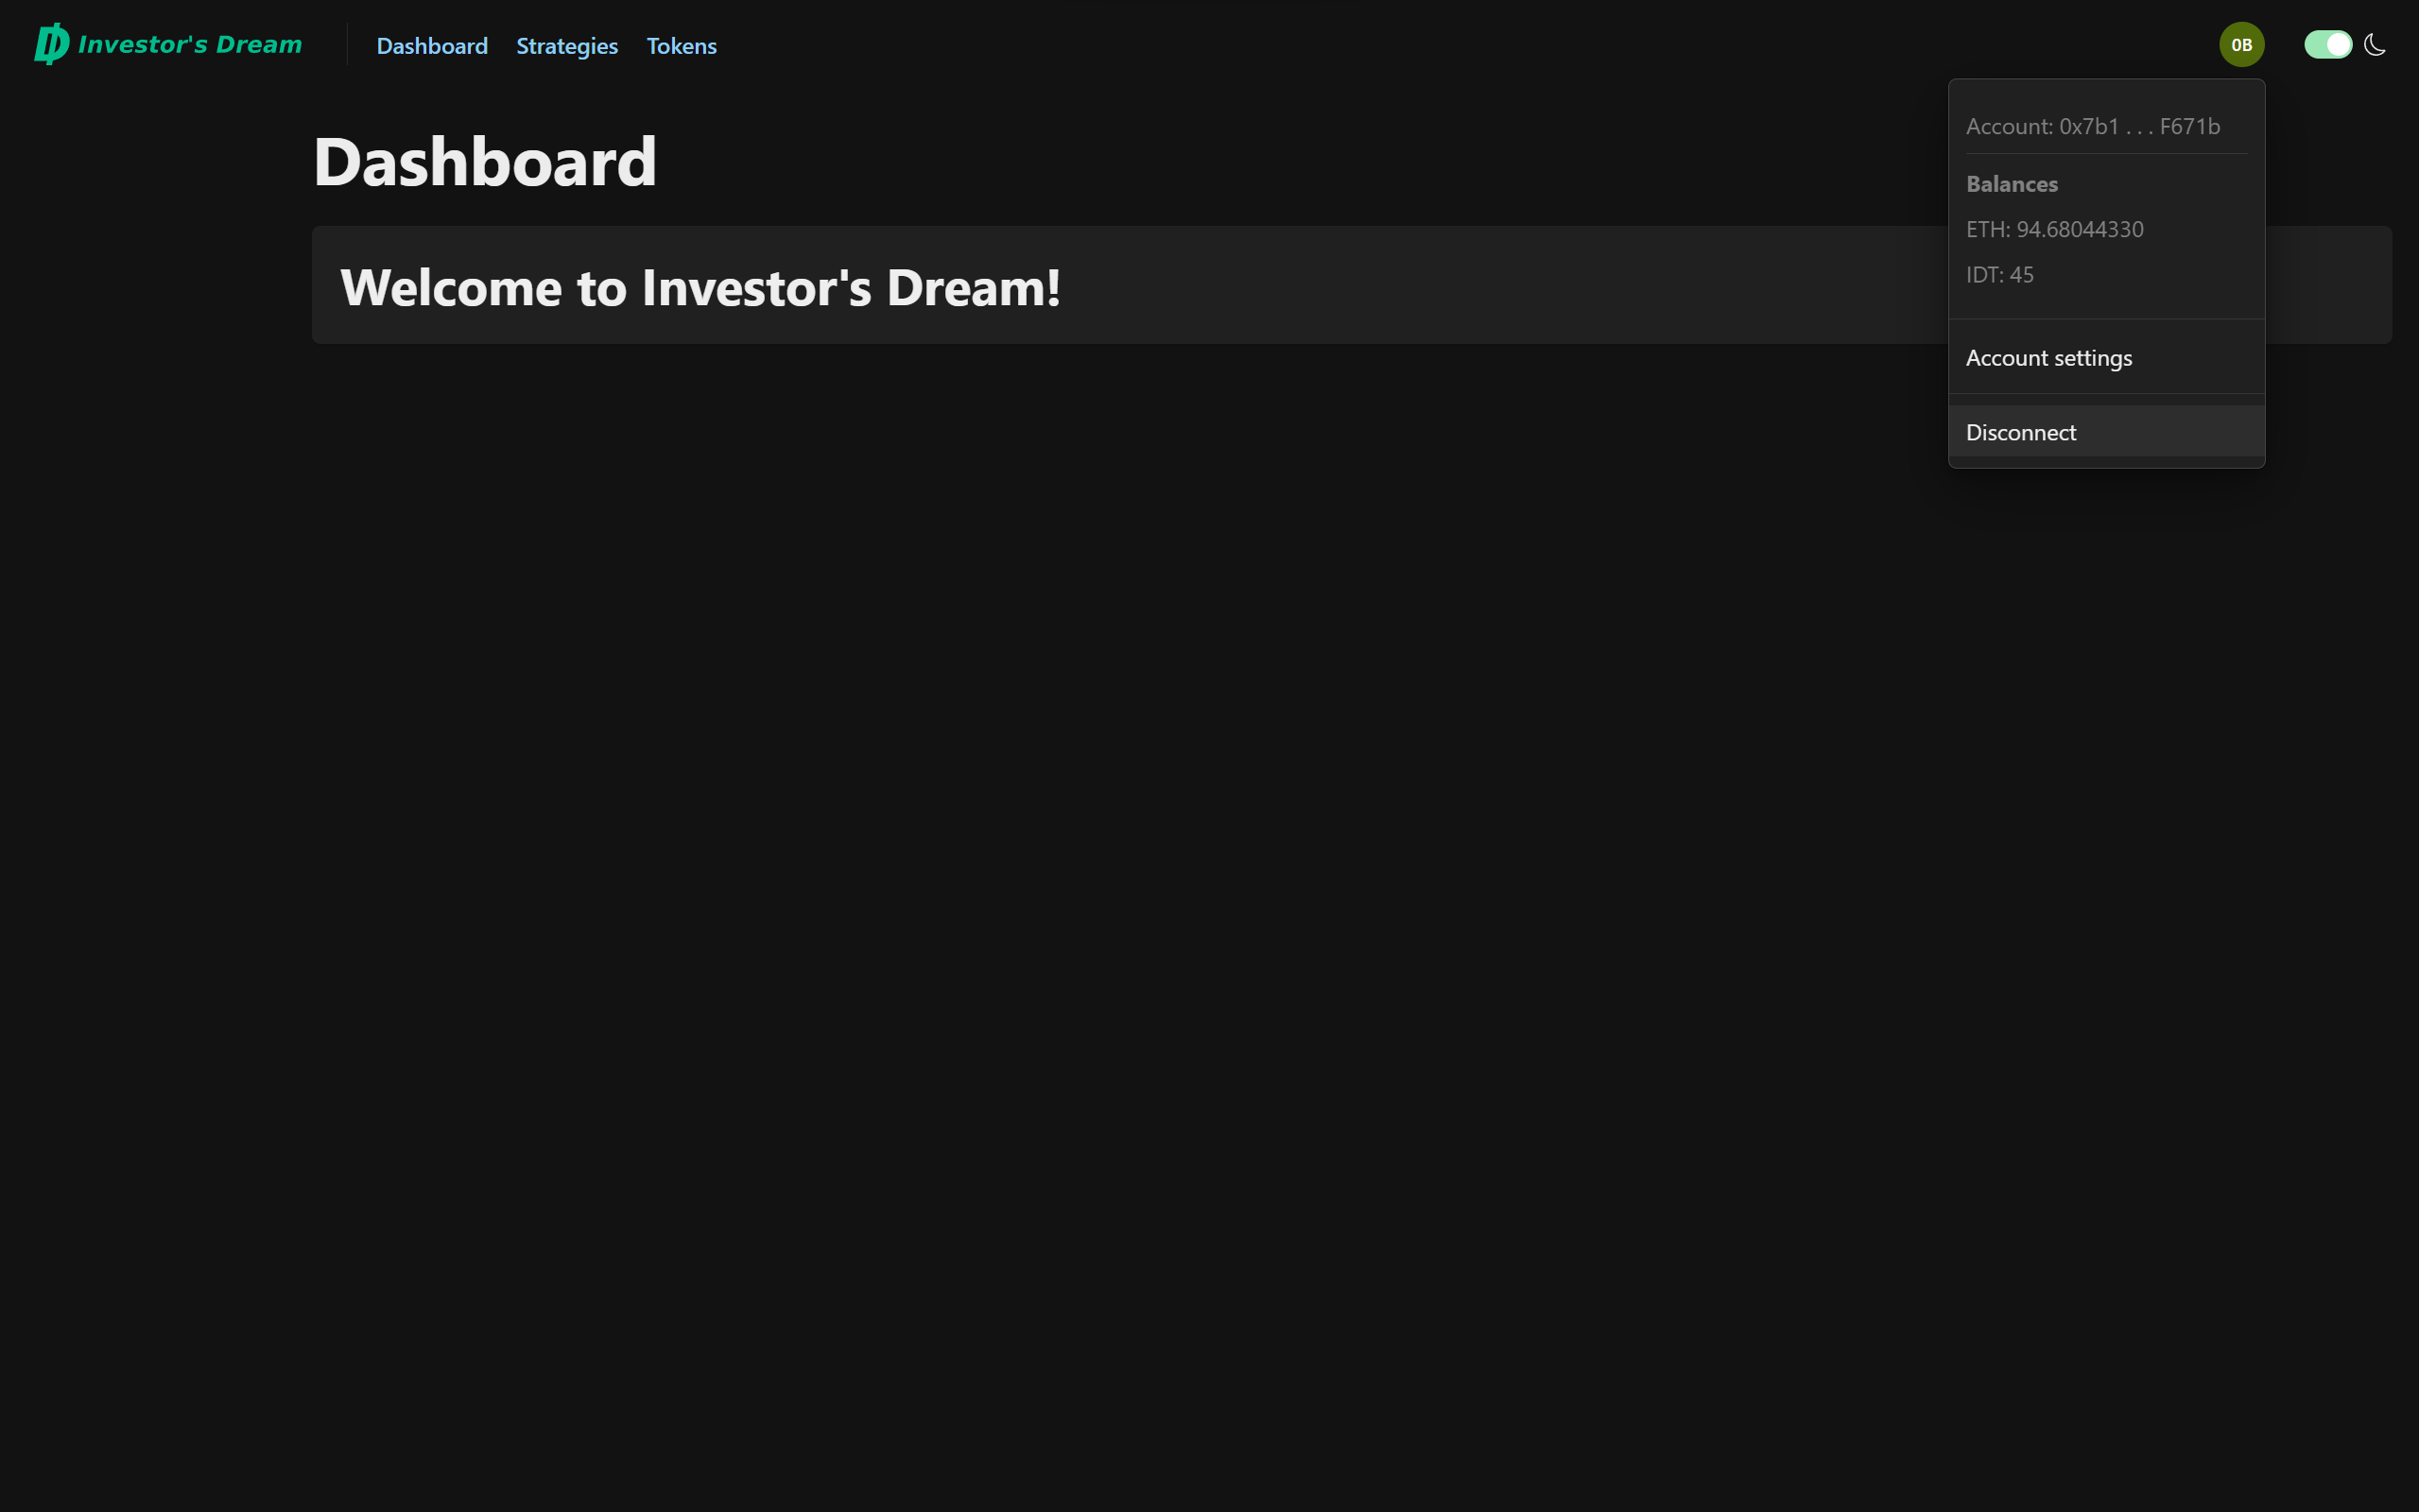 Investor's Dream
Dashboard Strategies Tokens
0B
Dashboard
Welcome to Investor's Dream!
Account: 0x7b1 . . . F671b
Balances
ETH: 94.68044330
IDT: 45
Account settings
Disconnect